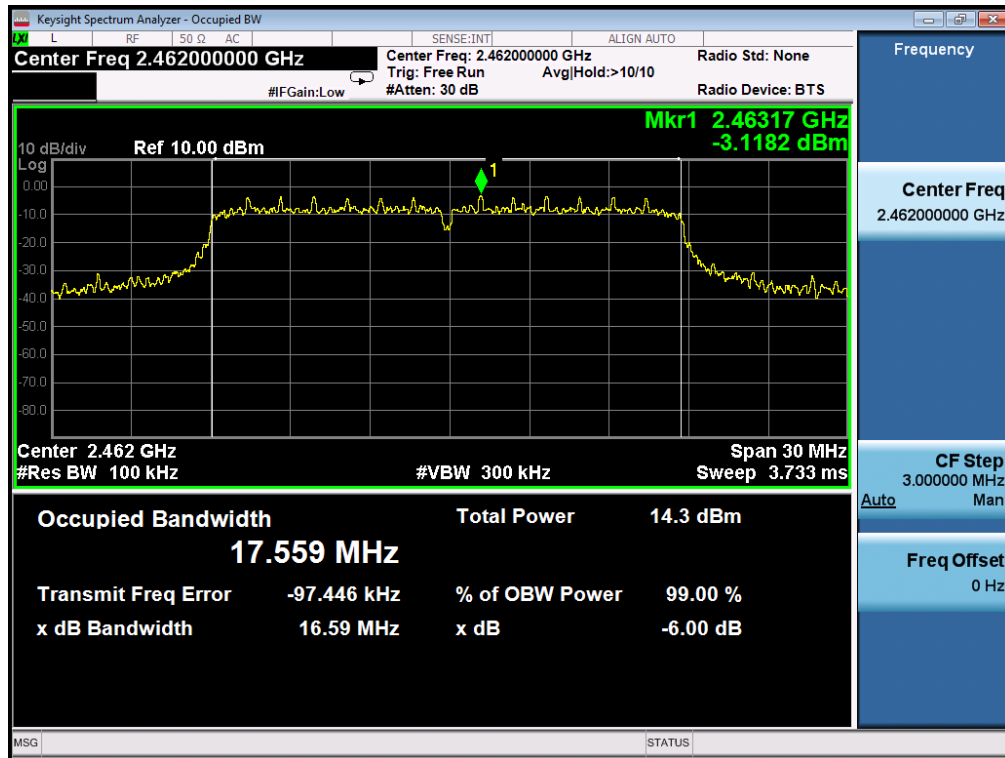 Keysight Spectrum Analyzer - Occupied BW
LXI L RF 50 Ω AC SENSE:INT ALIGN AUTO
Center Freq 2.462000000 GHz
Center Freq: 2.462000000 GHz Radio Std: None
Trig: Free Run Avg|Hold:>10/10
#IFGain:Low #Atten: 30 dB Radio Device: BTS
Mkr1 2.46317 GHz
-3.1182 dBm
10 dB/div Ref 10.00 dBm
Log
1
0.00
-10.0
-20.0
-30.0
-40.0
-50.0
-60.0
-70.0
-80.0
Center 2.462 GHz Span 30 MHz
#Res BW 100 kHz #VBW 300 kHz Sweep 3.733 ms
Occupied Bandwidth Total Power 14.3 dBm
17.559 MHz
Transmit Freq Error -97.446 kHz % of OBW Power 99.00 %
x dB Bandwidth 16.59 MHz x dB -6.00 dB
MSG STATUS
Frequency
Center Freq
2.462000000 GHz
CF Step
3.000000 MHz
Auto Man
Freq Offset
0 Hz